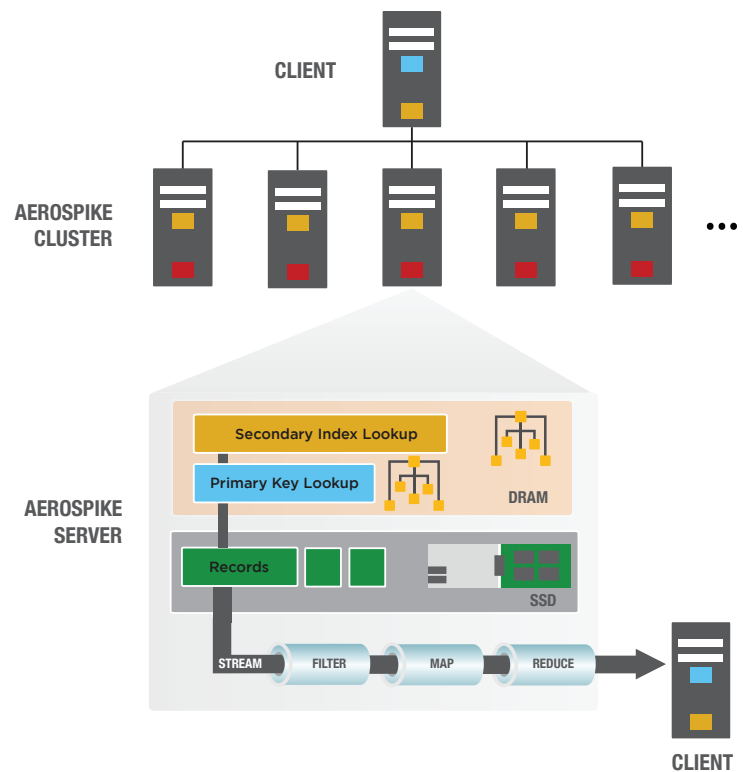 CLIENT
AEROSPIKE
CLUSTER
...
Secondary Index Lookup
Primary Key Lookup
DRAM
AEROSPIKE
SERVER
Records
SSD
STREAM
FILTER
MAP
REDUCE
CLIENT